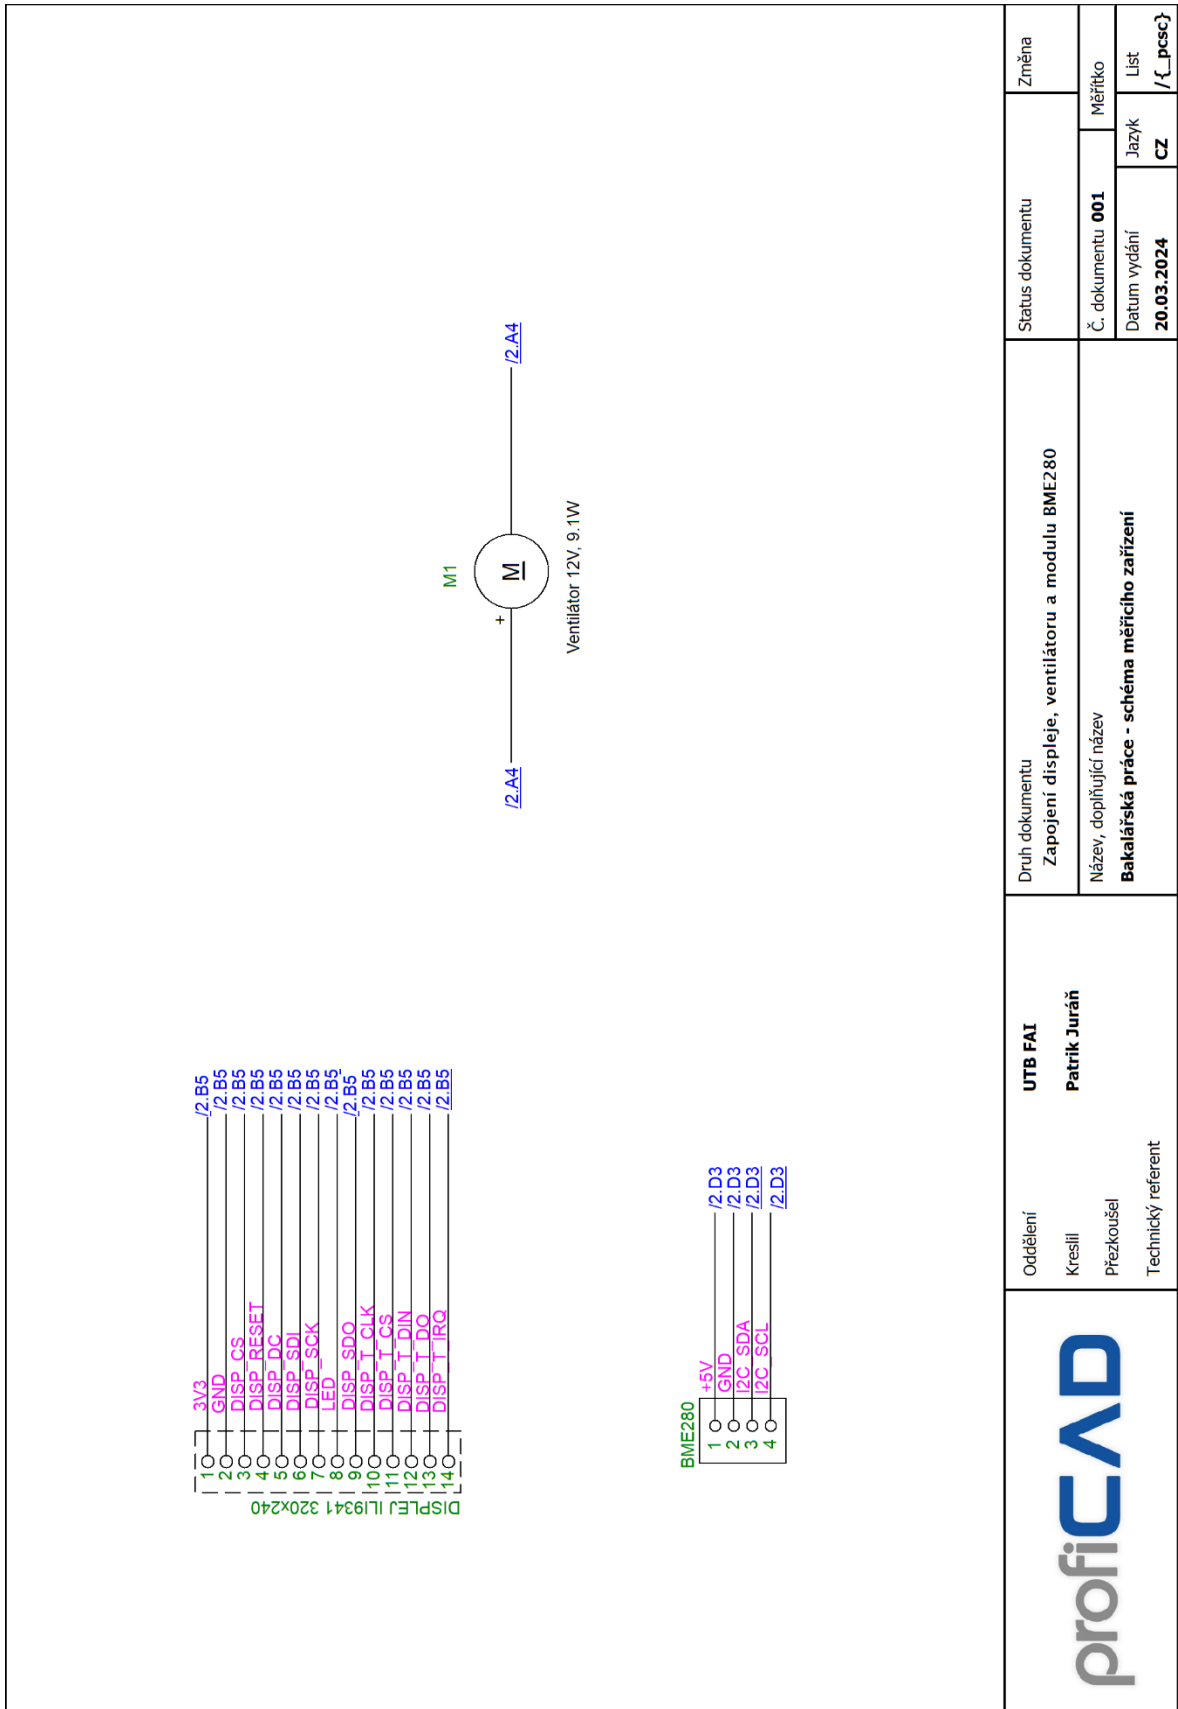 DISPLEJ ILI9341 320x240
1 3V3 /2.B5
2 GND /2.B5
3 DISP_CS /2.B5
4 DISP_RESET /2.B5
5 DISP_DC /2.B5
6 DISP_SDI /2.B5
7 DISP_SCK /2.B5
8 LED /2.B5
9 DISP_SDO /2.B5
10 DISP_T_CLK /2.B5
11 DISP_T_CS /2.B5
12 DISP_T_DIN /2.B5
13 DISP_T_DO /2.B5
14 DISP_T_IRQ /2.B5
M1
/2.A4 + M /2.A4
Ventilátor 12V, 9.1W
BME280
1 +5V /2.D3
2 GND /2.D3
3 I2C_SDA /2.D3
4 I2C_SCL /2.D3
profiCAD
Oddělení UTB FAI
Kreslil Patrik Juráň
Přezkoušel
Technický referent
Druh dokumentu
Zapojení displeje, ventilátoru a modulu BME280
Název, doplňující název
Bakalářská práce - schéma měřicího zařízení
Status dokumentu
Změna
Č. dokumentu 001
Měřítko
Datum vydání
20.03.2024
Jazyk
CZ
List
/{_pcsc}